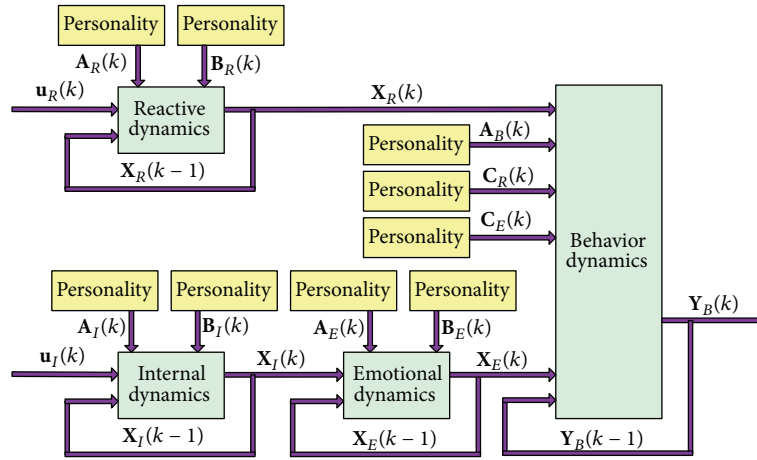 Personality
Personality
A_R(k)
B_R(k)
u_R(k)
Reactive
dynamics
X_R(k)
X_R(k − 1)
Personality
A_B(k)
Personality
C_R(k)
Personality
C_E(k)
Behavior
dynamics
Y_B(k)
Personality
Personality
Personality
Personality
A_I(k)
B_I(k)
A_E(k)
B_E(k)
u_I(k)
Internal
dynamics
X_I(k)
Emotional
dynamics
X_E(k)
X_I(k − 1)
X_E(k − 1)
Y_B(k − 1)